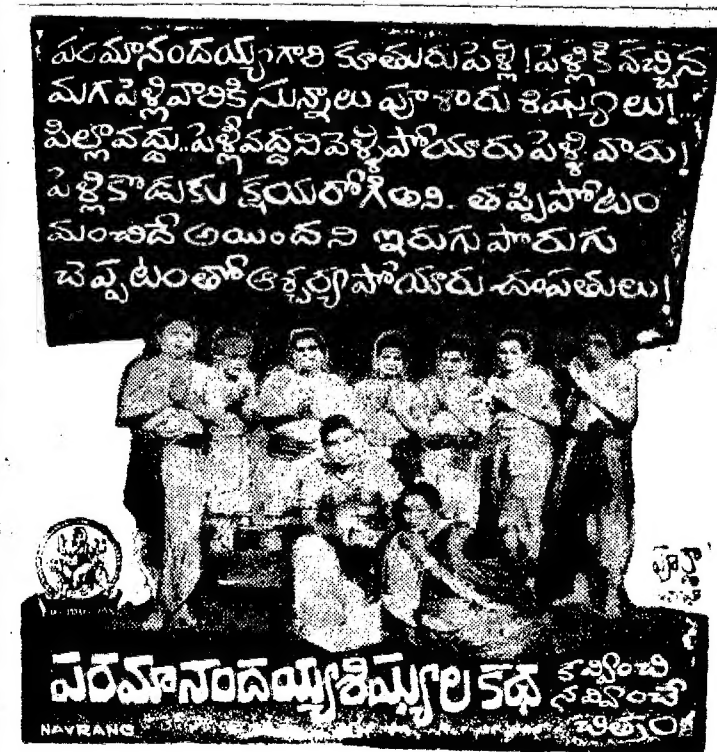 పరమానందయ్యగారి కూతురుపెళ్లి! పెళ్లికి వచ్చిన
మగపెళ్లివారికి సున్నాలు పూశారు శిష్యులు!
పిల్లావద్దు..పెళ్లీవద్దని వెళ్ళిపోయారు పెళ్లి వారు!
పెళ్లికొడుకు క్షయరోగి అని. తప్పిపోటం
మంచిదే అయిందని ఇరుగు పొరుగు
చెప్పటంతో ఆశ్చర్యపోయారు దంపతులు!
పరమానందయ్య శిష్యుల కథ
కవ్వించి
నవ్వించే
చిత్రం!
NAVRANG